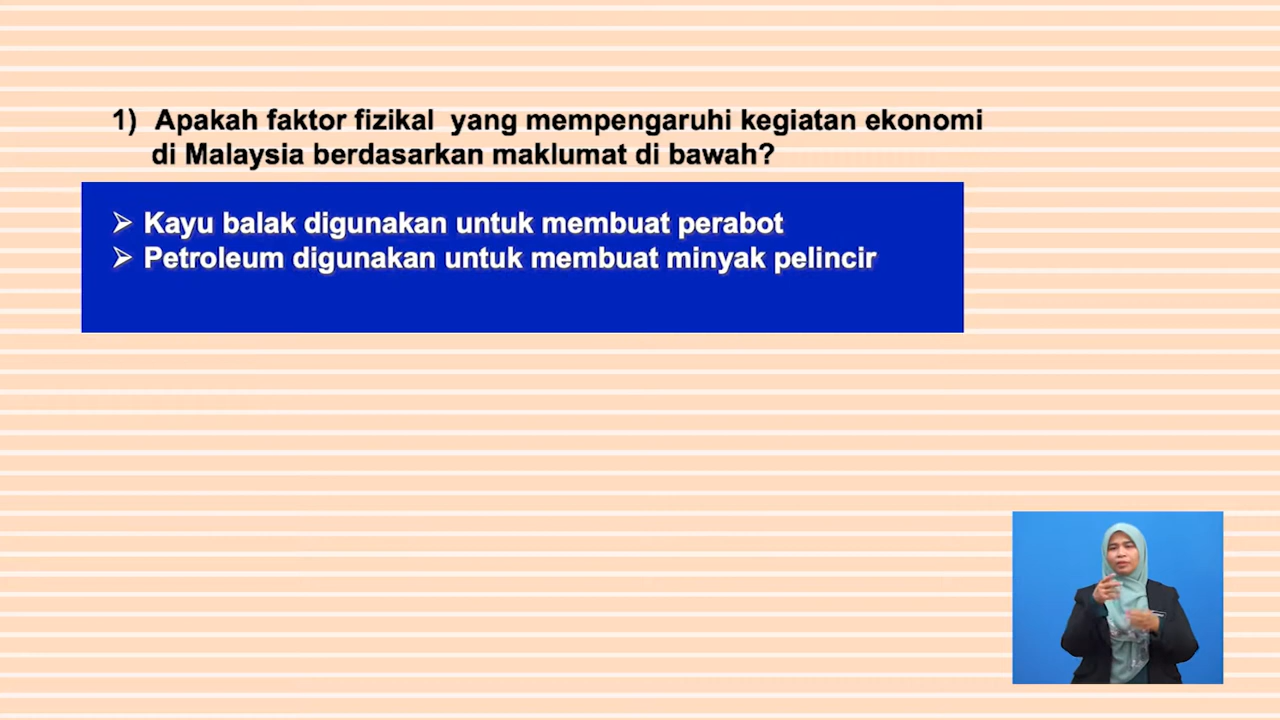 1) Apakah faktor fizikal yang mempengaruhi kegiatan ekonomi
di Malaysia berdasarkan maklumat di bawah?
➢ Kayu balak digunakan untuk membuat perabot
➢ Petroleum digunakan untuk membuat minyak pelincir